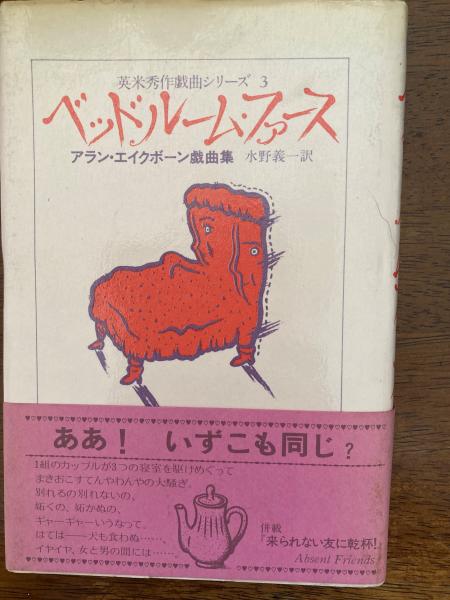 英米秀作戯曲シリーズ 3
ベッドルーム・ファース
アラン・エイクボーン戯曲集 水野義一訳
ああ! いずこも同じ?
1組のカップルが3つの寝室を駆けめぐって
まきおこすてんやわんやの大騒ぎ。
別れるの別れないの、
妬くの、妬かぬの、
ギャーギャーいうなって。
はては——犬も食わぬ……、
イヤイヤ、女と男の間には……。
併載
『来られない友に乾杯!』
Absent Friends